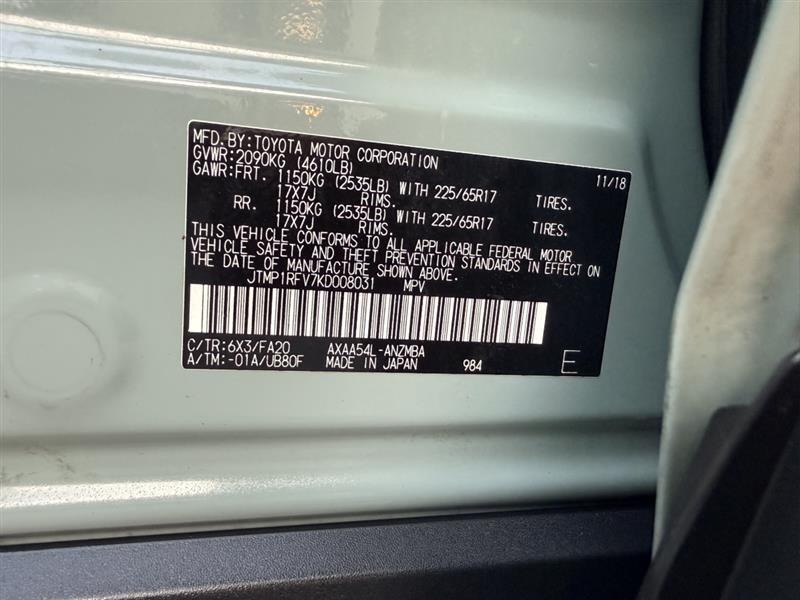 MFD.BY:TOYOTA MOTOR CORPORATION 11/18
GVWR:2090KG (4610LB)
GAWR:FRT. 1150KG (2535LB) WITH 225/65R17 TIRES.
17X7J RIMS.
RR. 1150KG (2535LB) WITH 225/65R17 TIRES.
17X7J RIMS.
THIS VEHICLE CONFORMS TO ALL APPLICABLE FEDERAL MOTOR
VEHICLE SAFETY AND THEFT PREVENTION STANDARDS IN EFFECT ON
THE DATE OF MANUFACTURE SHOWN ABOVE.
JTMP1RFV7KD008031 MPV
C/TR:6X3/FA20 AXAA54L-ANZMBA
A/TM:-01A/UB80F MADE IN JAPAN 984 E